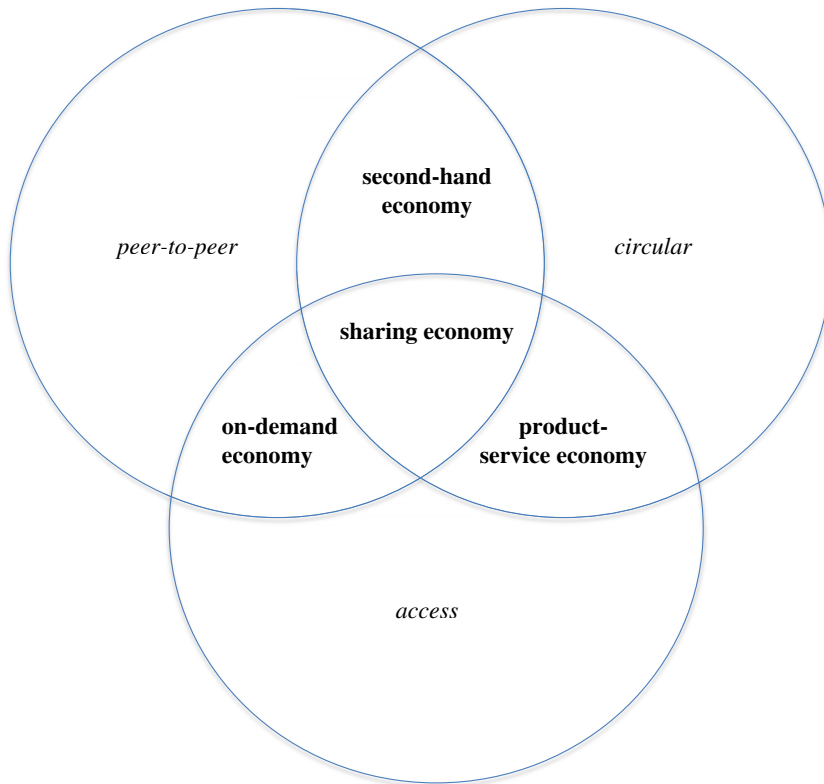 second-hand
economy
peer-to-peer
circular
sharing economy
on-demand
economy
product-
service economy
access